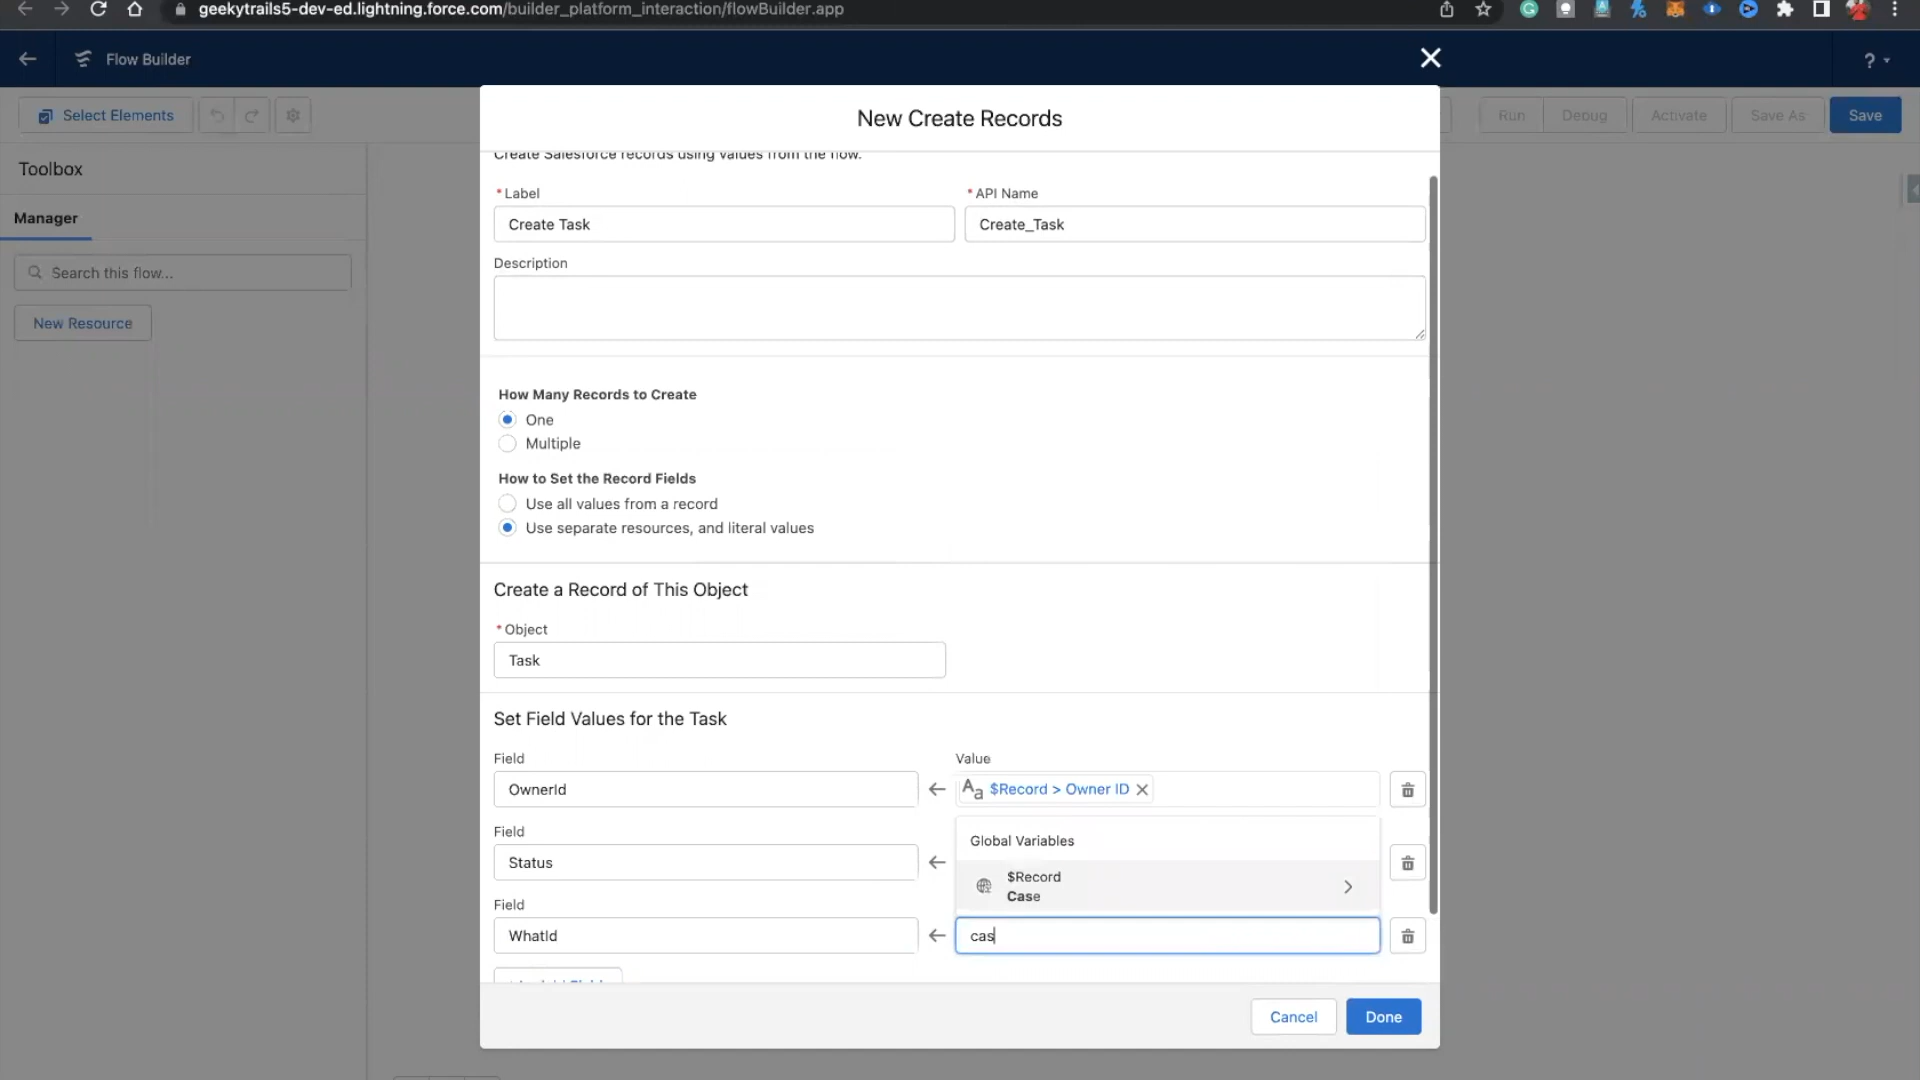 geekytrails5-dev-ed.lightning.force.com/builder_platform_interaction/flowBuilder.app
Flow Builder
?
Select Elements
Run
Debug
Activate
Save As
Save
Toolbox
Manager
Search this flow...
New Resource
New Create Records
Create Salesforce records using values from the flow.
* Label
* API Name
Create Task
Create_Task
Description
How Many Records to Create
One
Multiple
How to Set the Record Fields
Use all values from a record
Use separate resources, and literal values
Create a Record of This Object
* Object
Task
Set Field Values for the Task
Field
Value
OwnerId
Aa $Record > Owner ID
Field
Global Variables
Status
$Record
Case
Field
WhatId
cas
Cancel
Done